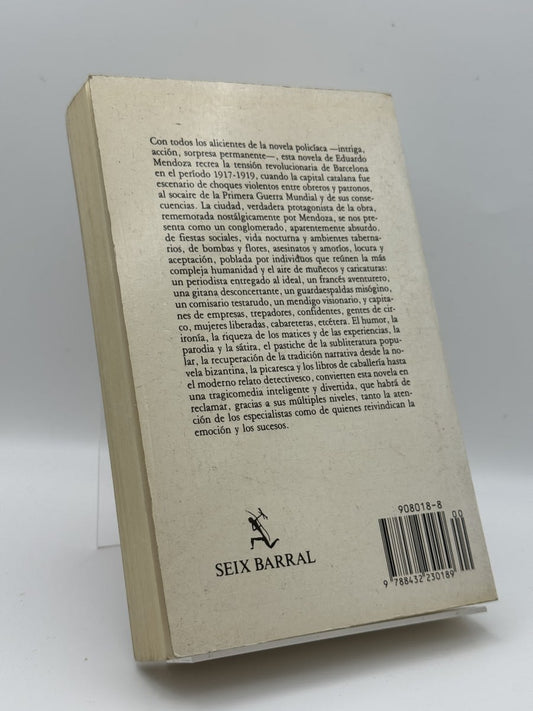 Con todos los alicientes de la novela policíaca —intriga,
acción, sorpresa permanente—, esta novela de Eduardo
Mendoza recrea la tensión revolucionaria de Barcelona
en el período 1917-1919, cuando la capital catalana fue
escenario de choques violentos entre obreros y patronos,
al socaire de la Primera Guerra Mundial y de sus conse-
cuencias. La ciudad, verdadera protagonista de la obra,
rememorada nostálgicamente por Mendoza, se nos pre-
senta como un conglomerado, aparentemente absurdo,
de fiestas sociales, vida nocturna y ambientes taberna-
rios, de bombas y flores, asesinatos y amoríos, locura y
aceptación, poblada por individuos que reúnen la más
compleja humanidad y el aire de muñecos y caricaturas:
un periodista entregado al ideal, un francés aventurero,
una gitana desconcertante, un guardaespaldas misógino,
un comisario testarudo, un mendigo visionario, y capita-
nes de empresas, trepadores, confidentes, gentes de cir-
co, mujeres liberadas, cabareteras, etcétera. El humor, la
ironía, la riqueza de los matices y de las experiencias, la
parodia y la sátira, el pastiche de la subliteratura popu-
lar, la recuperación de la tradición narrativa desde la no-
vela bizantina, la picaresca y los libros de caballería hasta
el moderno relato detectivesco, convierten esta novela en
una tragicomedia inteligente y divertida, que habrá de
reclamar, gracias a sus múltiples niveles, tanto la aten-
ción de los especialistas como de quienes reivindican la
emoción y los sucesos.
SEIX BARRAL
908018-8
00
9 788432 230189